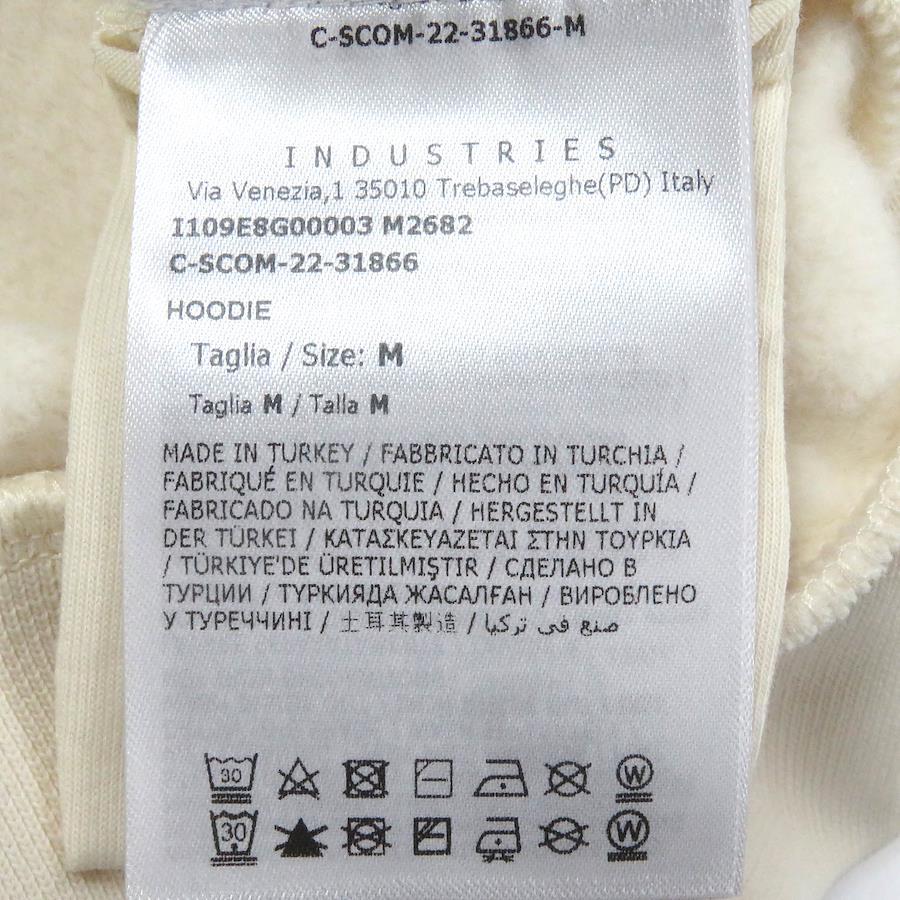 C-SCOM-22-31866-M
INDUSTRIES
Via Venezia,1 35010 Trebaseleghe(PD) Italy
I109E8G00003 M2682
C-SCOM-22-31866
HOODIE
Taglia / Size: M
Taglia M / Talla M
MADE IN TURKEY / FABBRICATO IN TURCHIA /
FABRIQUÉ EN TURQUIE / HECHO EN TURQUÍA /
FABRICADO NA TURQUIA / HERGESTELLT IN
DER TÜRKEI / ΚΑΤΑΣΚΕΥΑΖΕΤΑΙ ΣΤΗΝ ΤΟΥΡΚΙΑ
/ TÜRKIYE'DE ÜRETILMIŞTIR / СДЕЛАНО В
ТУРЦИИ / ТҮРКИЯДА ЖАСАЛҒАН / ВИРОБЛЕНО
У ТУРЕЧЧИНІ / 土耳其製造 / صنع في تركيا
30 W
30 W